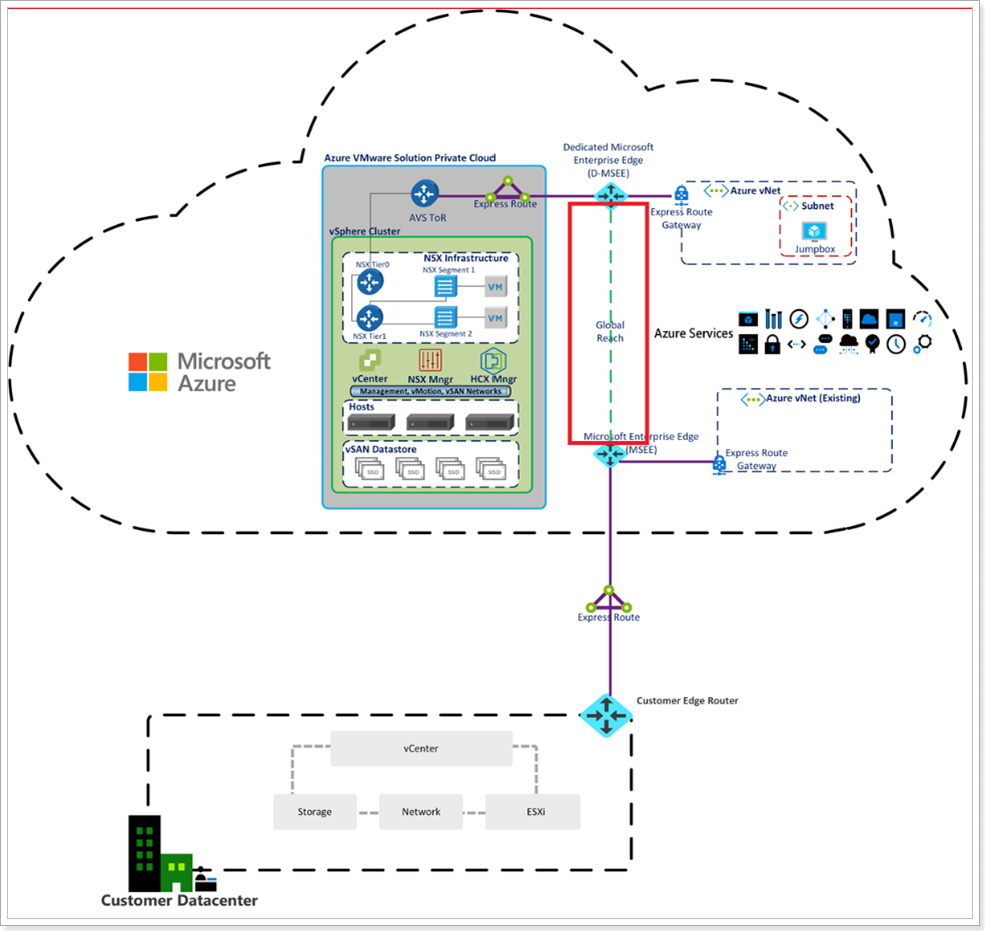 Azure VMware Solution Private Cloud
Dedicated Microsoft
Enterprise Edge
(D-MSEE)
AVS ToR
Express Route
Express Route
Gateway
Azure vNet
Subnet
Jumpbox
vSphere Cluster
NSX Infrastructure
NSX Tier0
NSX Segment 1
VM
NSX Tier1
NSX Segment 2
VM
vCenter
NSX Mngr
HCX iMngr
Management, vMotion, vSAN Networks
Hosts
vSAN Datastore
SSD
SSD
SSD
SSD
Microsoft
Azure
Global
Reach
Azure Services
Azure vNet (Existing)
Microsoft Enterprise Edge
(MSEE)
Express Route
Gateway
Express Route
Customer Edge Router
vCenter
Storage
Network
ESXi
Customer Datacenter